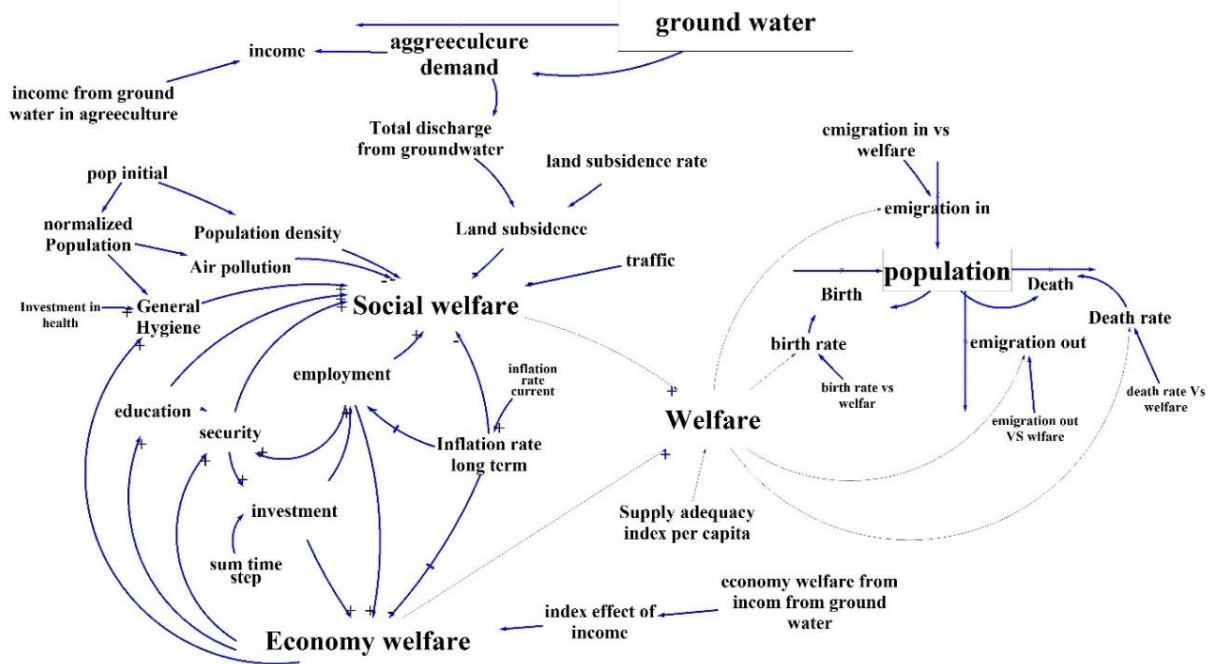 ground water
aggreeculcure
demand
income
income from ground
water in agreeculture
Total discharge
from groundwater
land subsidence rate
emigration in vs
welfare
pop initial
normalized
Population
Population density
Land subsidence
emigration in
Air pollution
traffic
population
Investment in
health
General
Hygiene
Social welfare
Birth
Death
Death rate
emigration out
birth rate
employment
inflation
rate
current
birth rate vs
welfar
death rate Vs
welfare
education
security
Inflation rate
long term
Welfare
emigration out
VS wlfare
investment
Supply adequacy
index per capita
sum time
step
economy welfare from
incom from ground
water
index effect of
income
Economy welfare